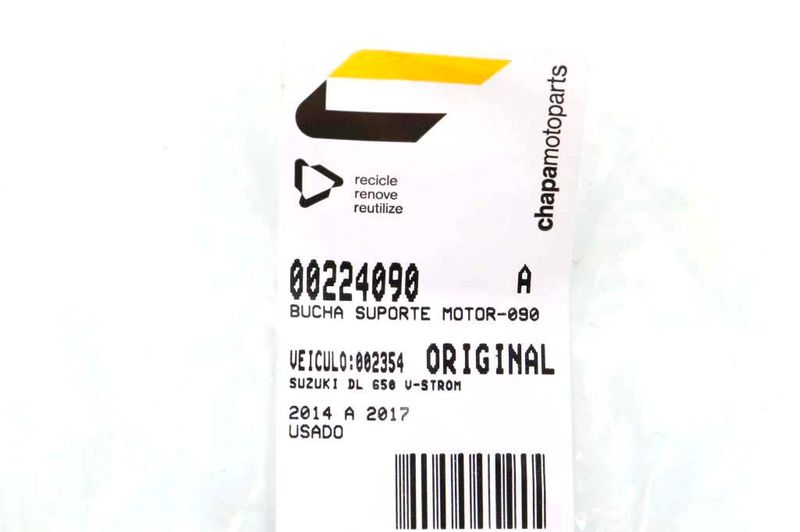 chapamotoparts
recicle
renove
reutilize
00224090 A
BUCHA SUPORTE MOTOR-090
VEICULO:002354 ORIGINAL
SUZUKI DL 650 V-STROM
2014 A 2017
USADO